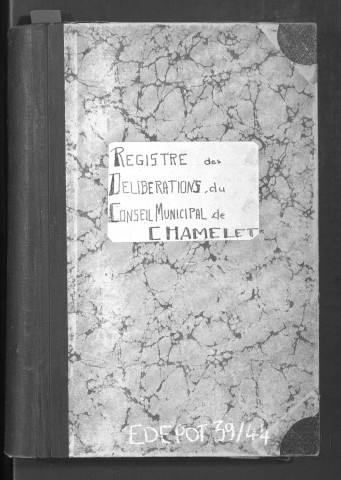 REGISTRE des
DELIBERATIONS.du
CONSEIL MUNICIPAL de
CHAMELET
EDEPOT 39/44